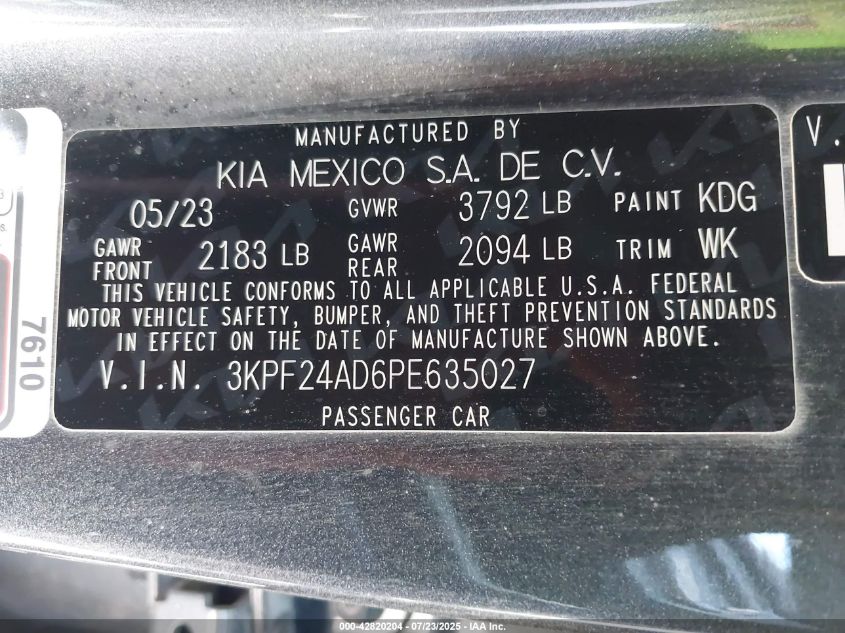 MANUFACTURED BY
KIA MEXICO S.A. DE C.V.
05/23 GVWR 3792 LB PAINT KDG
GAWR FRONT 2183 LB GAWR REAR 2094 LB TRIM WK
THIS VEHICLE CONFORMS TO ALL APPLICABLE U.S.A. FEDERAL
MOTOR VEHICLE SAFETY, BUMPER, AND THEFT PREVENTION STANDARDS
IN EFFECT ON THE DATE OF MANUFACTURE SHOWN ABOVE.
V.I.N. 3KPF24AD6PE635027
PASSENGER CAR
7610
V.
000-42820204 - 07/23/2025 - IAA Inc.